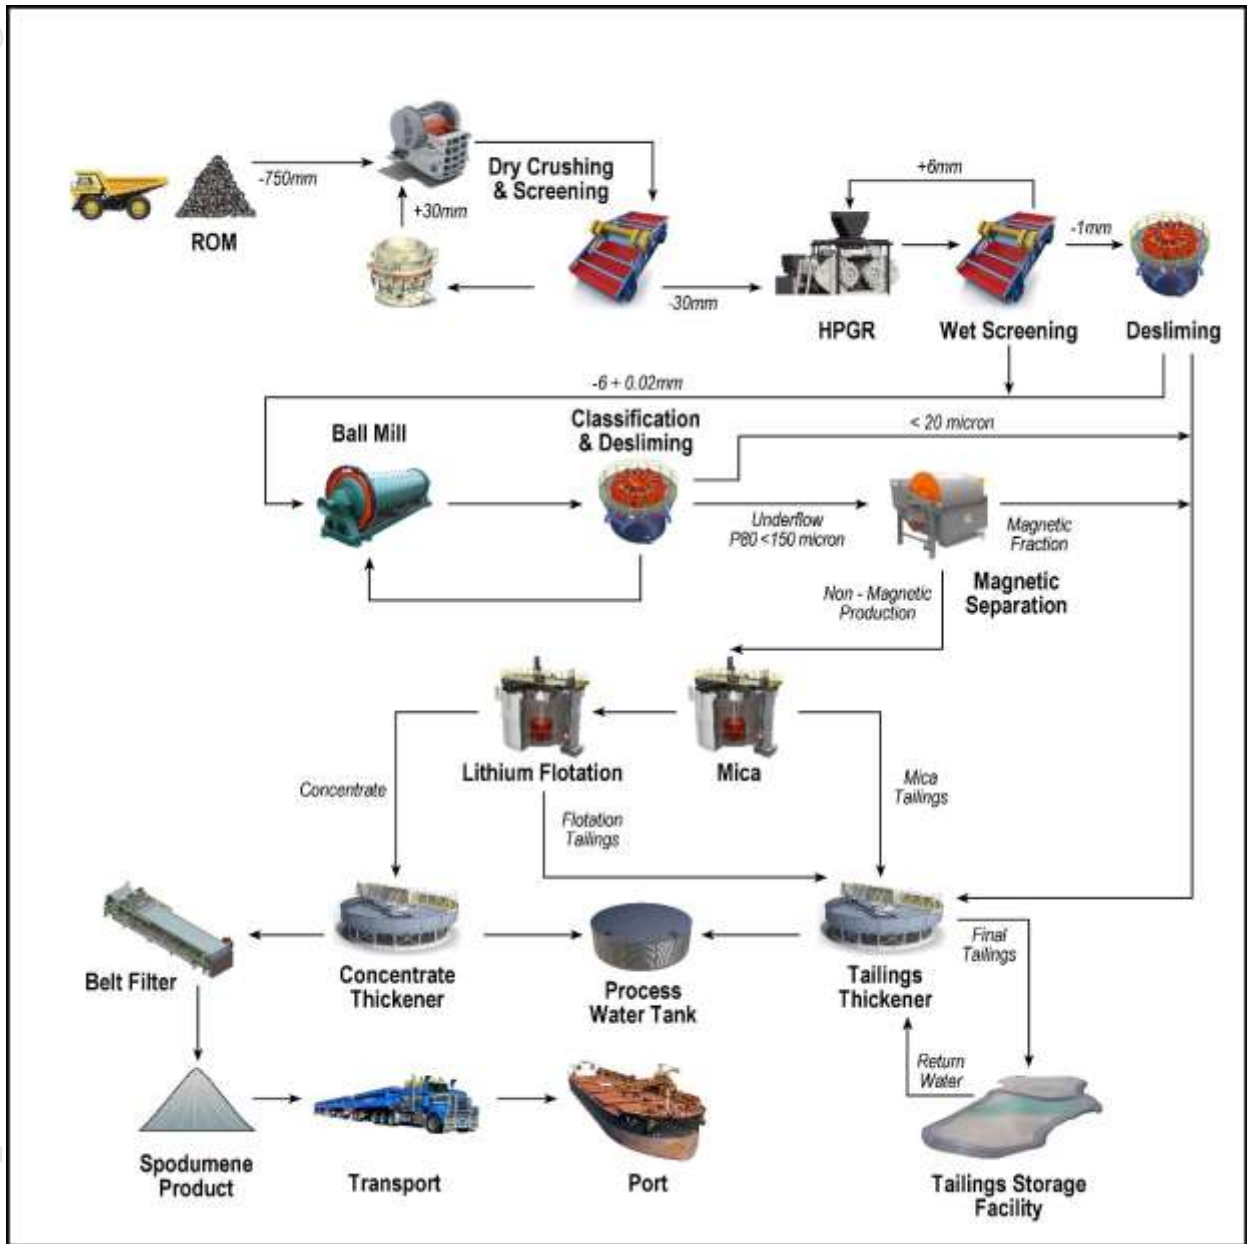 Dry Crushing
& Screening
-750mm
+30mm
ROM
+6mm
-1mm
-30mm
HPGR
Wet Screening
Desliming
-6 + 0.02mm
Ball Mill
Classification
& Desliming
< 20 micron
Underflow
P80 <150 micron
Magnetic
Fraction
Non - Magnetic
Production
Magnetic
Separation
Lithium Flotation
Mica
Concentrate
Flotation
Tailings
Mica
Tailings
Belt Filter
Concentrate
Thickener
Process
Water Tank
Tailings
Thickener
Final
Tailings
Return
Water
Spodumene
Product
Transport
Port
Tailings Storage
Facility